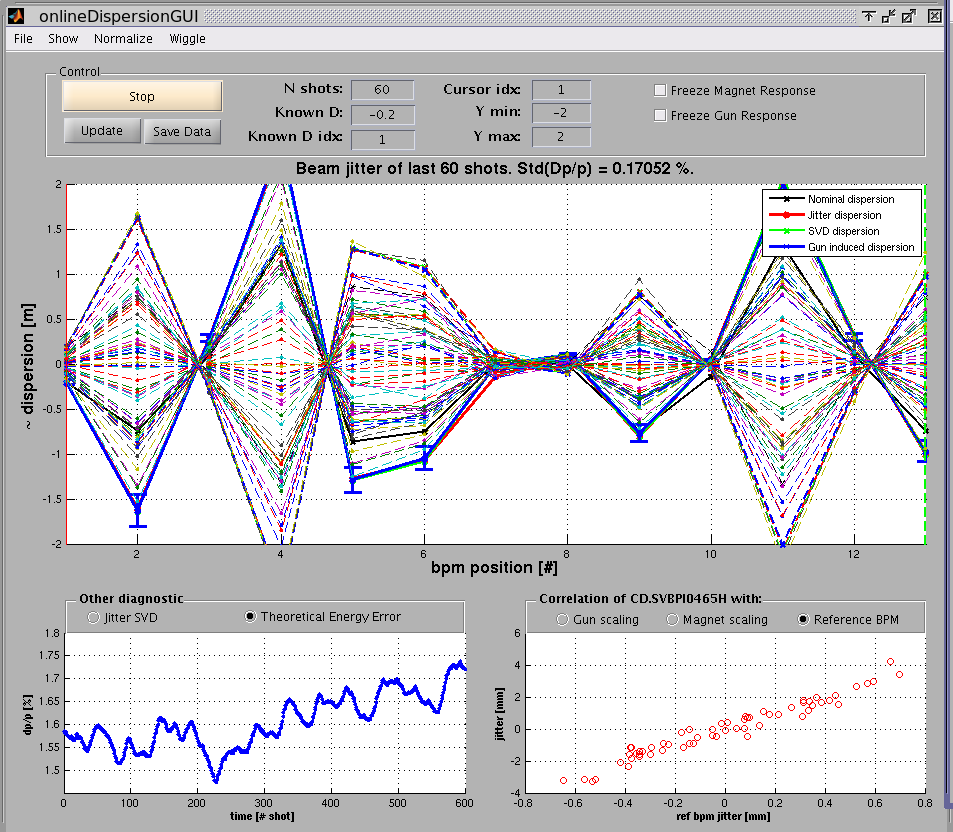 onlineDispersionGUI
File Show Normalize Wiggle
Control
Stop
Update Save Data
N shots: 60
Known D: -0.2
Known D idx: 1
Cursor idx: 1
Y min: -2
Y max: 2
Freeze Magnet Response
Freeze Gun Response
Beam jitter of last 60 shots. Std(Dp/p) = 0.17052 %.
2
1.5
1
0.5
0
-0.5
-1
-1.5
-2
~ dispersion [m]
Nominal dispersion
Jitter dispersion
SVD dispersion
Gun induced dispersion
2 4 6 8 10 12
bpm position [#]
Other diagnostic
Jitter SVD Theoretical Energy Error
1.8
1.75
1.7
1.65
1.6
1.55
1.5
dp/p [%]
0 100 200 300 400 500 600
time [# shot]
Correlation of CD.SVBPI0465H with:
Gun scaling Magnet scaling Reference BPM
6
4
2
0
-2
-4
jitter [mm]
-0.8 -0.6 -0.4 -0.2 0 0.2 0.4 0.6 0.8
ref bpm jitter [mm]